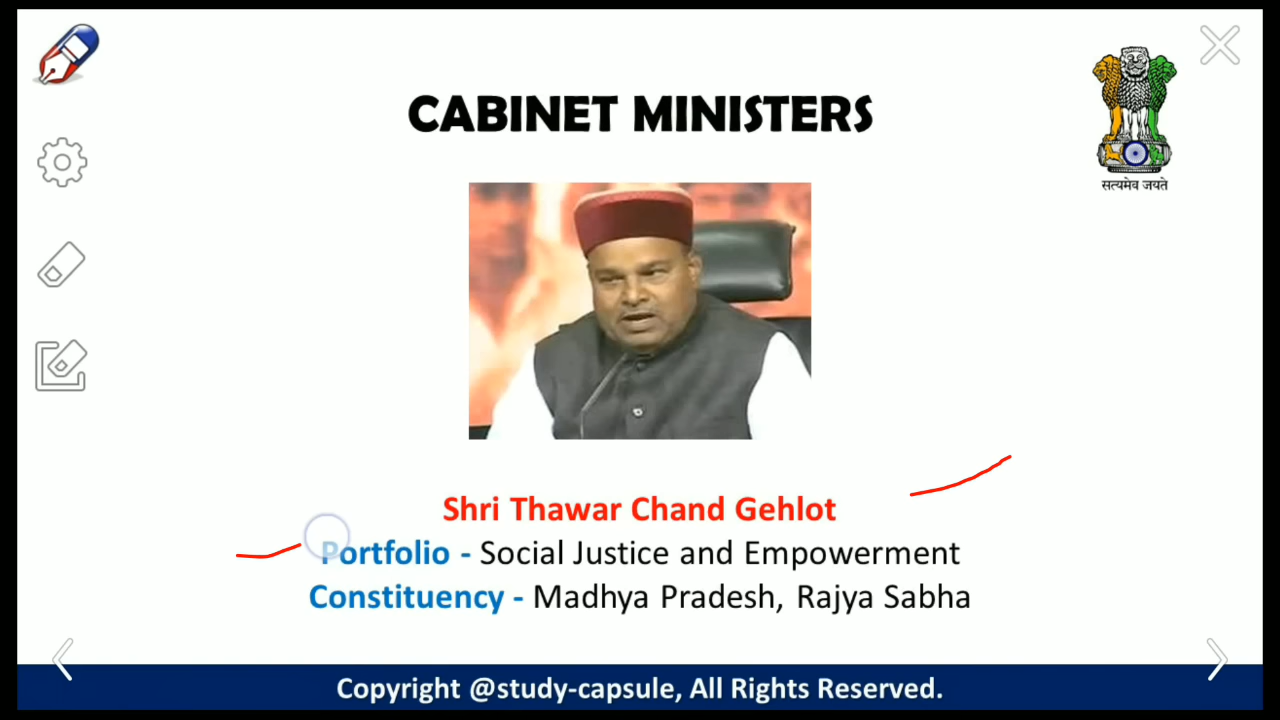 CABINET MINISTERS
सत्यमेव जयते
Shri Thawar Chand Gehlot
Portfolio - Social Justice and Empowerment
Constituency - Madhya Pradesh, Rajya Sabha
Copyright @study-capsule, All Rights Reserved.